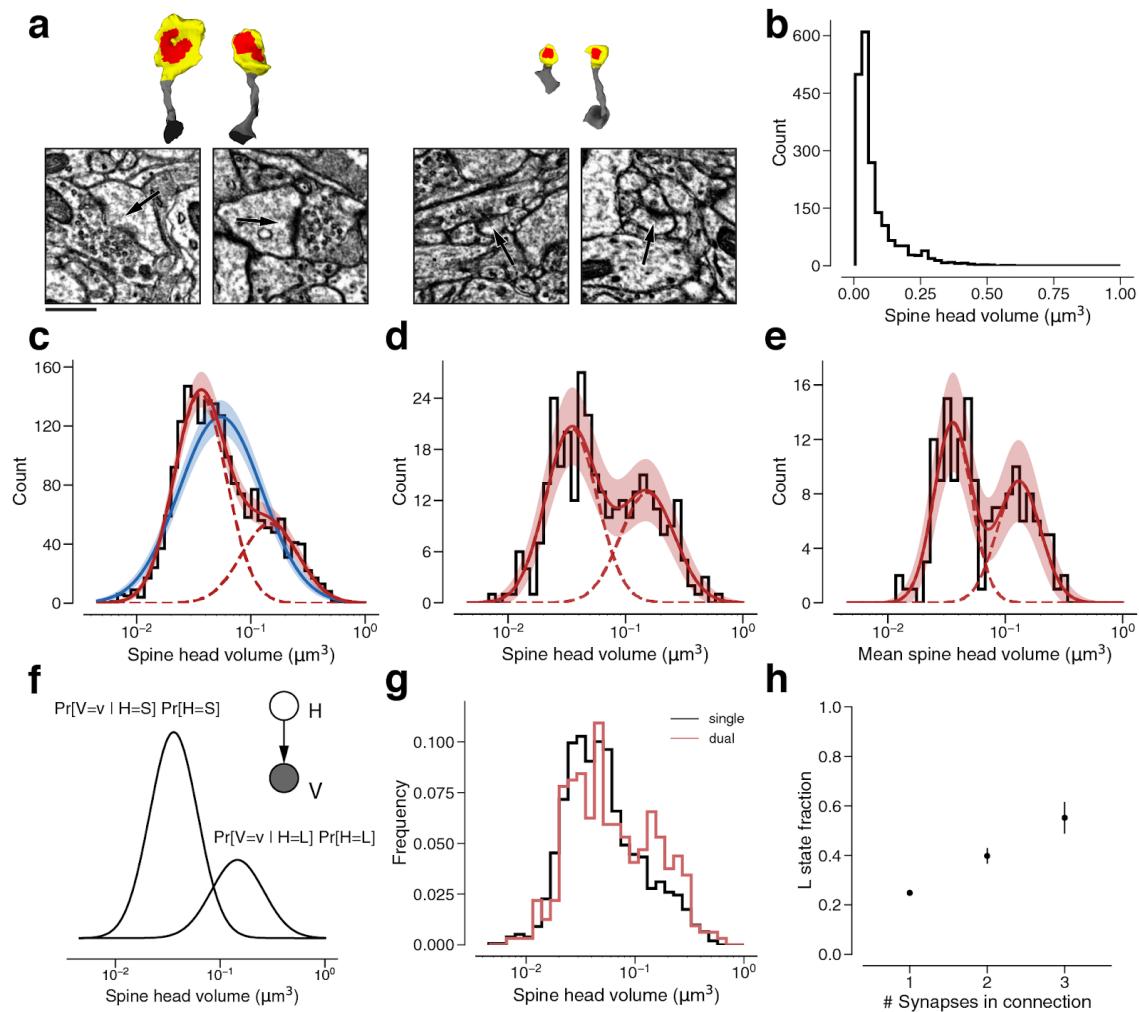 a
b
600
450
300
150
0
Count
0.00
0.25
0.50
0.75
1.00
Spine head volume (μm³)
c
160
120
80
40
0
Count
10⁻²
10⁻¹
10⁰
Spine head volume (μm³)
d
24
18
12
6
0
Count
10⁻²
10⁻¹
10⁰
Spine head volume (μm³)
e
16
12
8
4
0
Count
10⁻²
10⁻¹
10⁰
Mean spine head volume (μm³)
f
Pr[V=v | H=S] Pr[H=S]
H
V
Pr[V=v | H=L] Pr[H=L]
10⁻²
10⁻¹
10⁰
Spine head volume (μm³)
g
single
dual
0.100
0.075
0.050
0.025
0.000
Frequency
10⁻²
10⁻¹
10⁰
Spine head volume (μm³)
h
1.0
0.8
0.6
0.4
0.2
0.0
L state fraction
1
2
3
# Synapses in connection